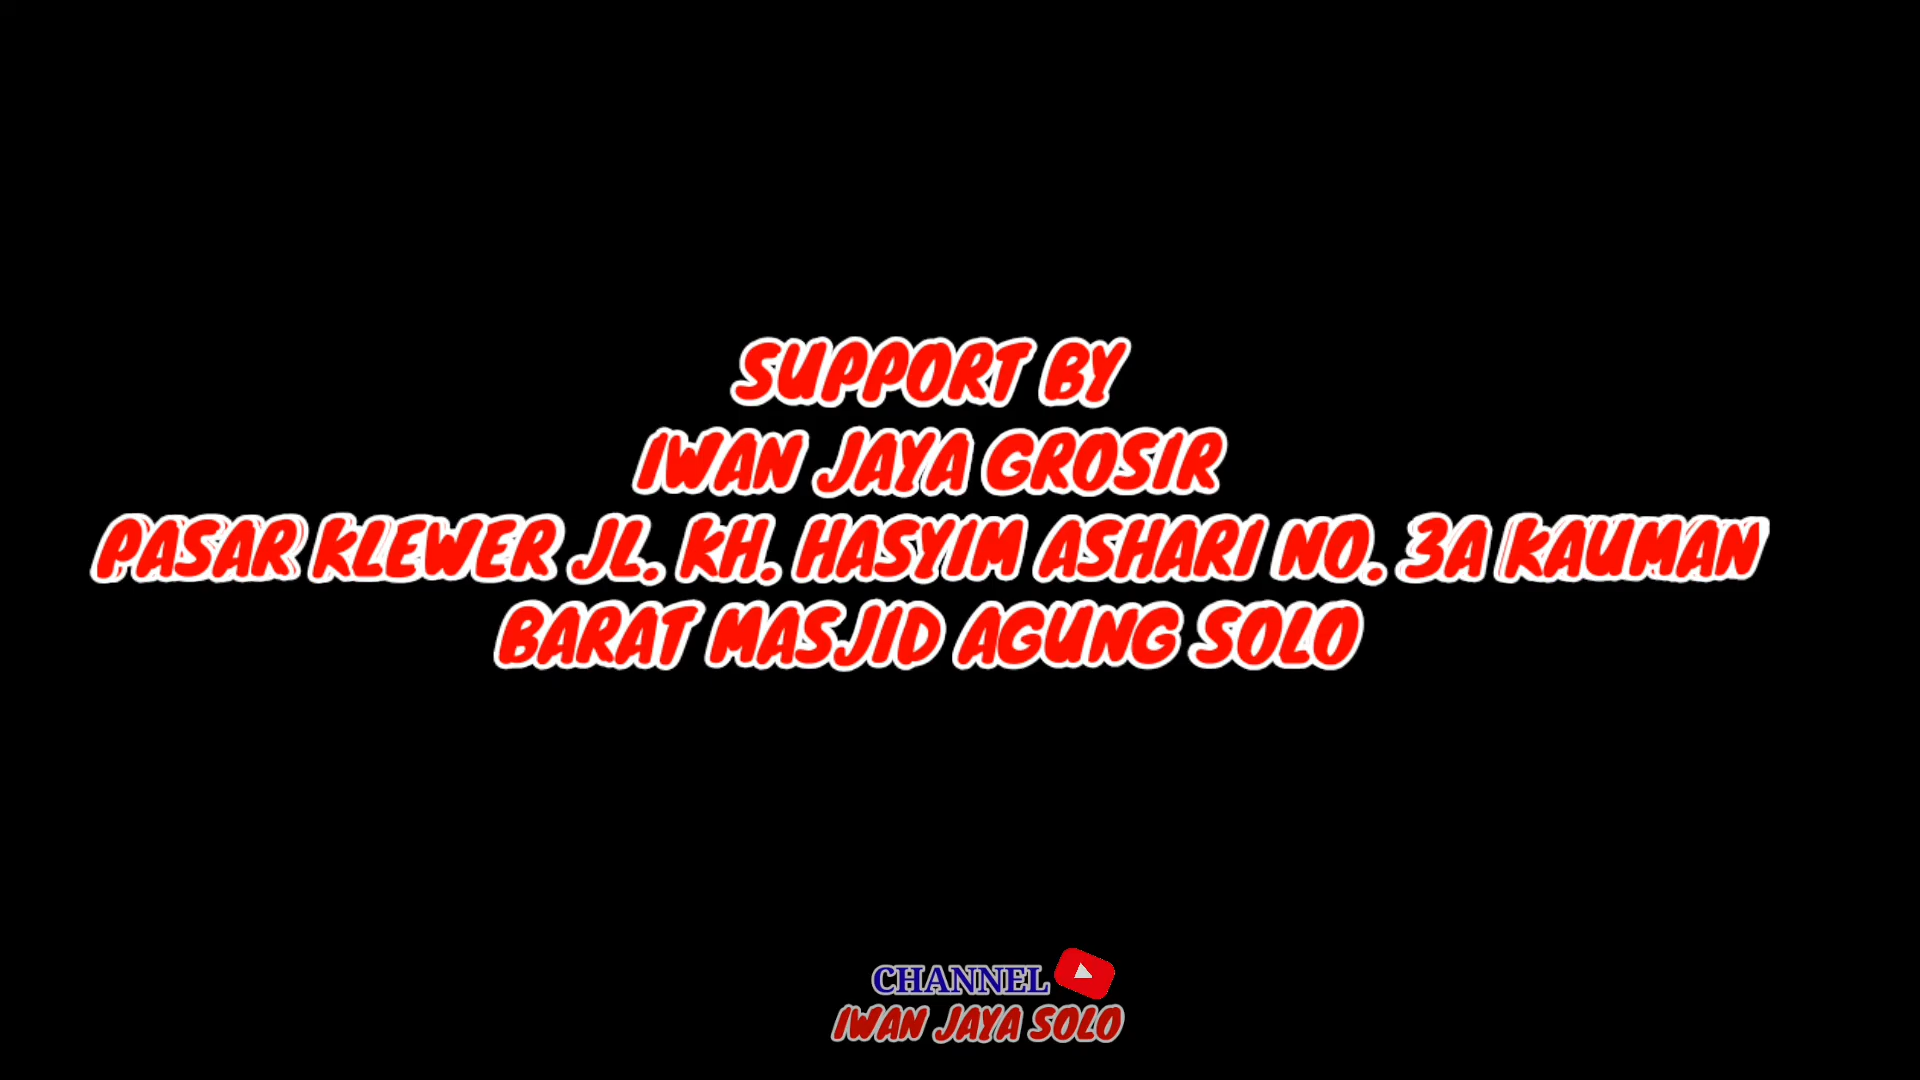 SUPPORT BY
IWAN JAYA GROSIR
PASAR KLEWER JL. KH. HASYIM ASHARI NO. 3A KAUMAN
BARAT MASJID AGUNG SOLO
CHANNEL
IWAN JAYA SOLO